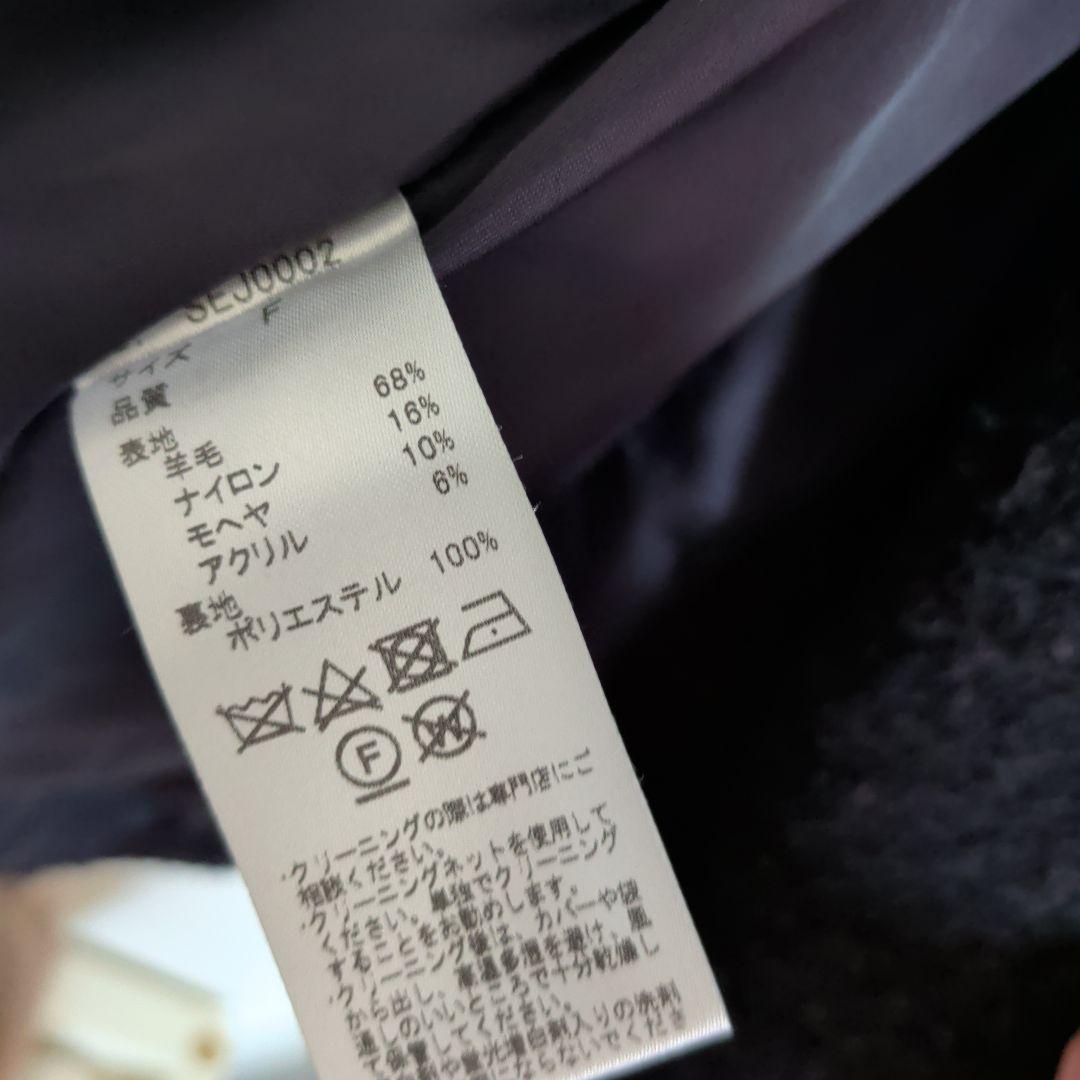 SEJ0002
サイズ F
品質
表地
羊毛 68%
ナイロン 16%
モヘヤ 10%
アクリル 6%
裏地
ポリエステル 100%
F
W
・クリーニングの際は専門店にご
相談ください。
・クリーニングネットを使用して
ください。単独でクリーニング
することをお勧めします。
・クリーニング後は、カバーや袋
から出し、高温多湿を避け、風
通しのいいところで十分乾燥し